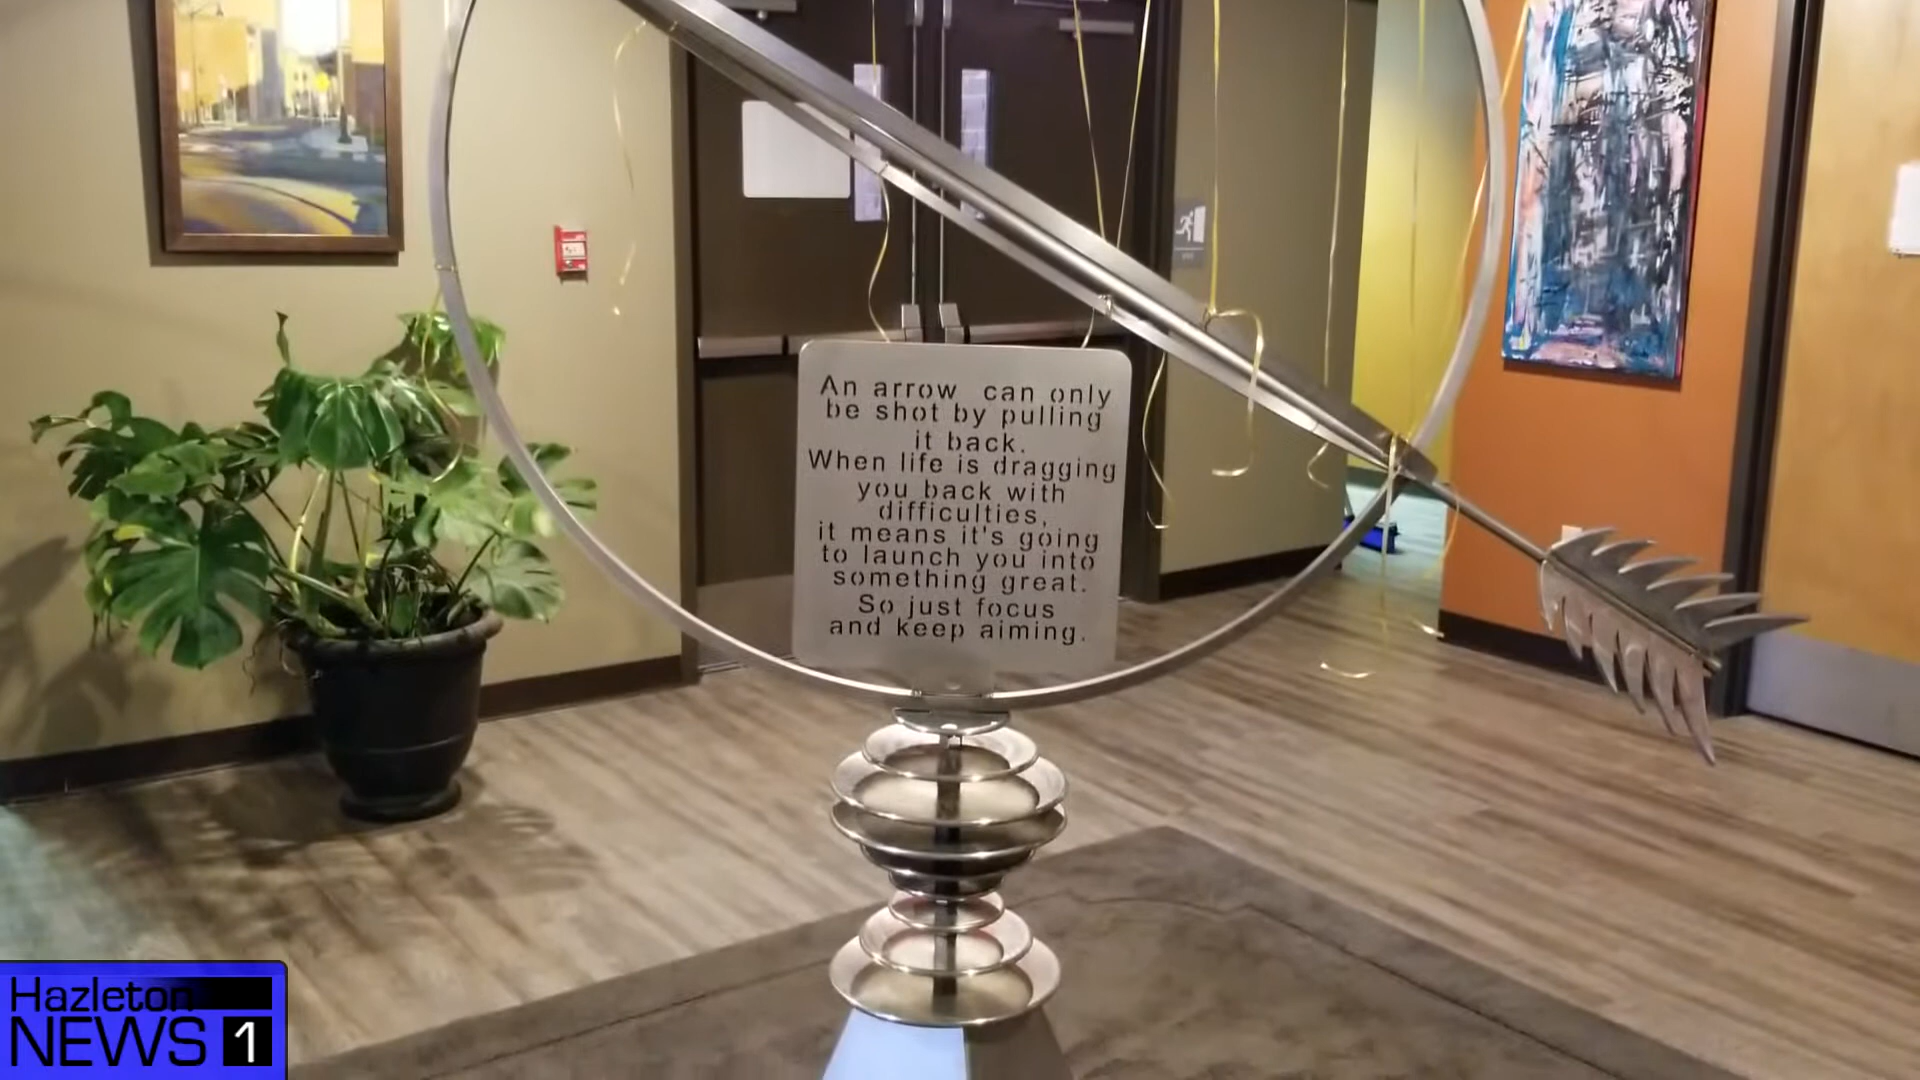 An arrow can only
be shot by pulling
it back.
When life is dragging
you back with
difficulties,
it means it's going
to launch you into
something great.
So just focus
and keep aiming.
Hazleton
NEWS 1